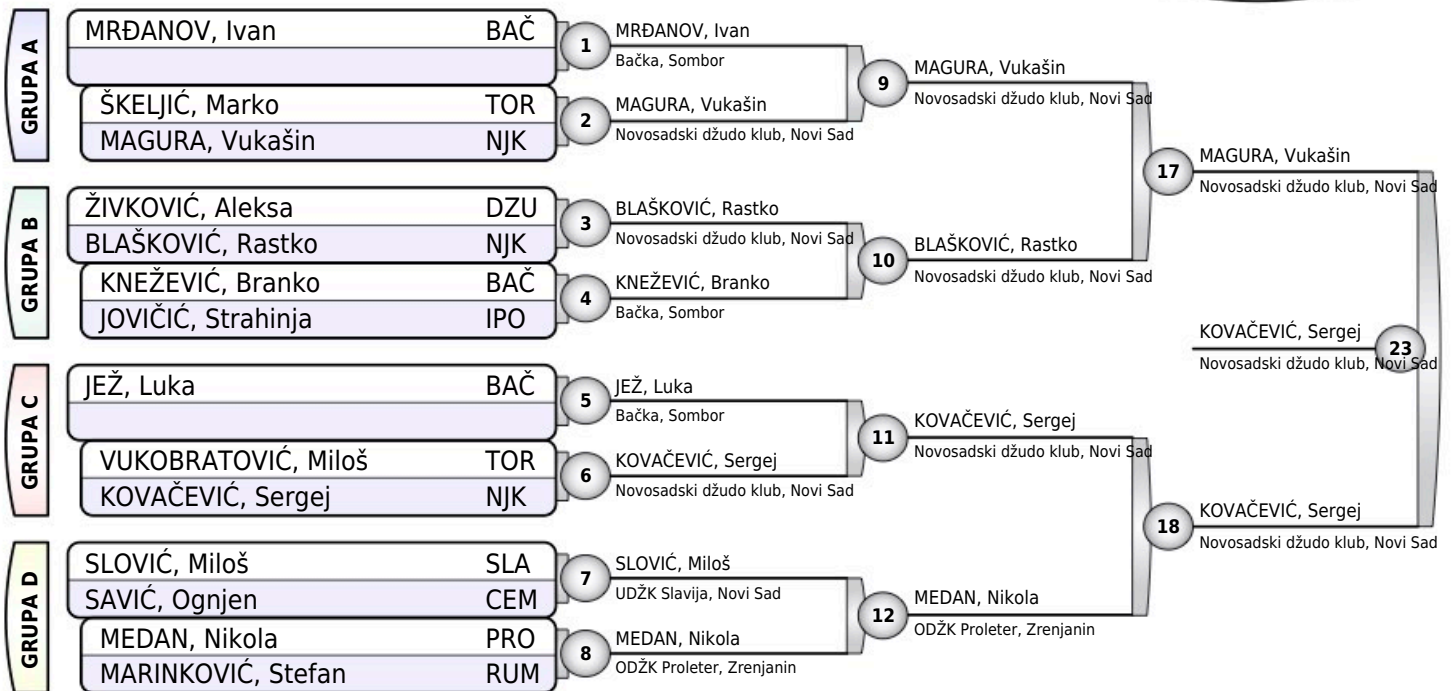 GRUPA A
MRĐANOV, Ivan BAČ
ŠKELJIĆ, Marko TOR
MAGURA, Vukašin NJK
GRUPA B
ŽIVKOVIĆ, Aleksa DZU
BLAŠKOVIĆ, Rastko NJK
KNEŽEVIĆ, Branko BAČ
JOVIČIĆ, Strahinja IPO
GRUPA C
JEŽ, Luka BAČ
VUKOBRATOVIĆ, Miloš TOR
KOVAČEVIĆ, Sergej NJK
GRUPA D
SLOVIĆ, Miloš SLA
SAVIĆ, Ognjen CEM
MEDAN, Nikola PRO
MARINKOVIĆ, Stefan RUM
1 MRĐANOV, Ivan
Bačka, Sombor
2 MAGURA, Vukašin
Novosadski džudo klub, Novi Sad
3 BLAŠKOVIĆ, Rastko
Novosadski džudo klub, Novi Sad
4 KNEŽEVIĆ, Branko
Bačka, Sombor
5 JEŽ, Luka
Bačka, Sombor
6 KOVAČEVIĆ, Sergej
Novosadski džudo klub, Novi Sad
7 SLOVIĆ, Miloš
UDŽK Slavija, Novi Sad
8 MEDAN, Nikola
ODŽK Proleter, Zrenjanin
9 MAGURA, Vukašin
Novosadski džudo klub, Novi Sad
10 BLAŠKOVIĆ, Rastko
Novosadski džudo klub, Novi Sad
11 KOVAČEVIĆ, Sergej
Novosadski džudo klub, Novi Sad
12 MEDAN, Nikola
ODŽK Proleter, Zrenjanin
17 MAGURA, Vukašin
Novosadski džudo klub, Novi Sad
18 KOVAČEVIĆ, Sergej
Novosadski džudo klub, Novi Sad
KOVAČEVIĆ, Sergej 23
Novosadski džudo klub, Novi Sad